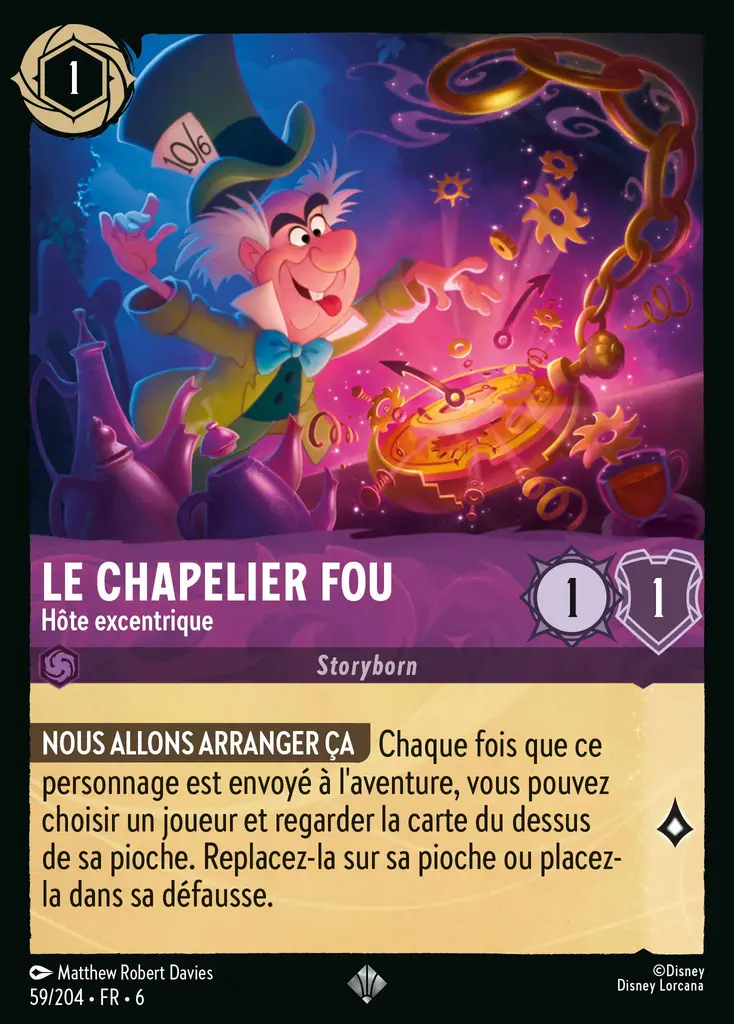 1
10/6
LE CHAPELIER FOU
Hôte excentrique
1
1
Storyborn
NOUS ALLONS ARRANGER ÇA Chaque fois que ce
personnage est envoyé à l'aventure, vous pouvez
choisir un joueur et regarder la carte du dessus
de sa pioche. Replacez-la sur sa pioche ou placez-
la dans sa défausse.
Matthew Robert Davies
59/204 • FR • 6
©Disney
Disney Lorcana